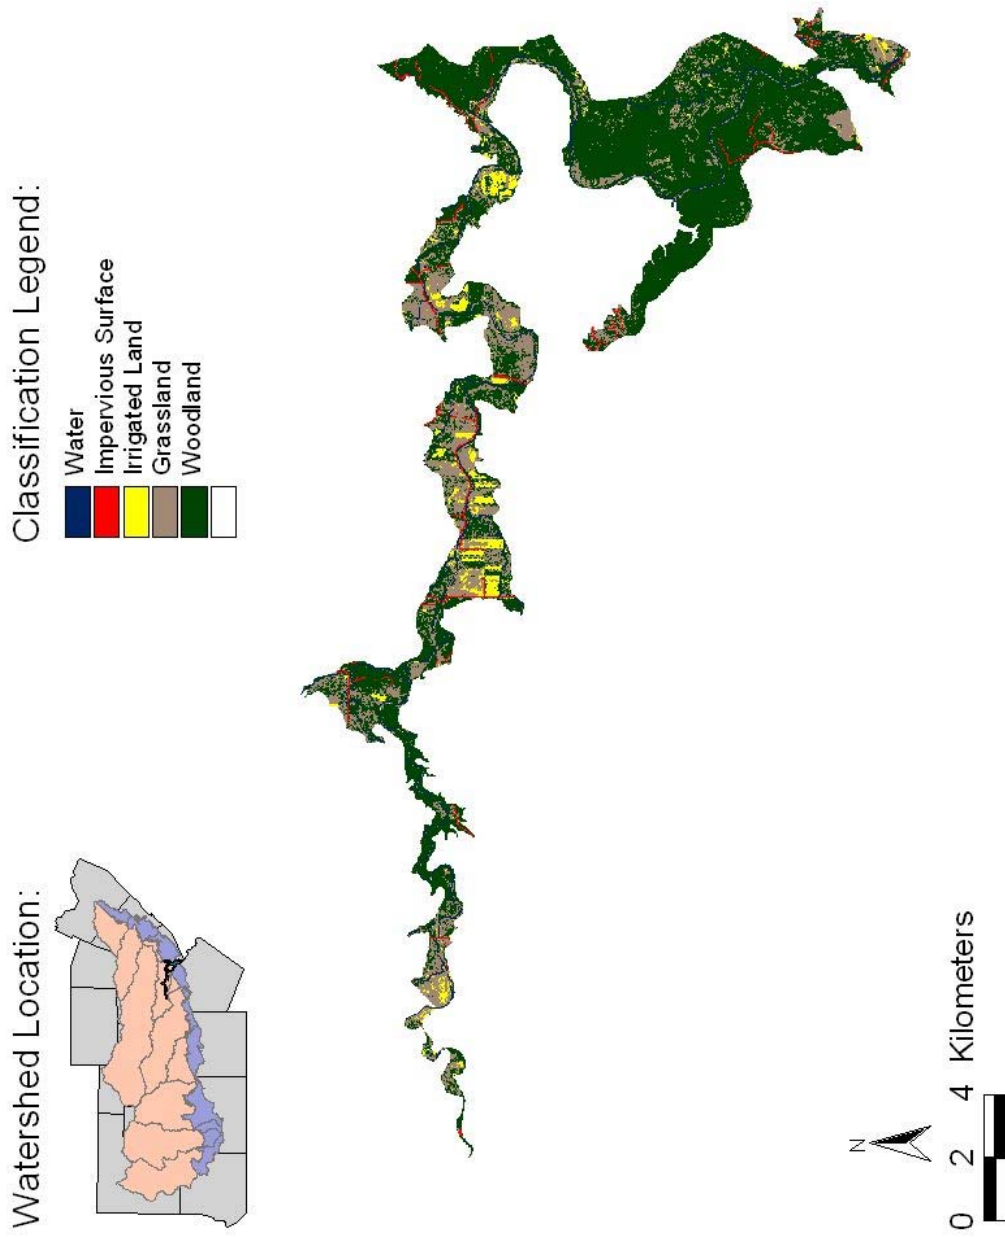 Watershed Location:
Classification Legend:
Water
Impervious Surface
Irrigated Land
Grassland
Woodland
N
0 2 4 Kilometers